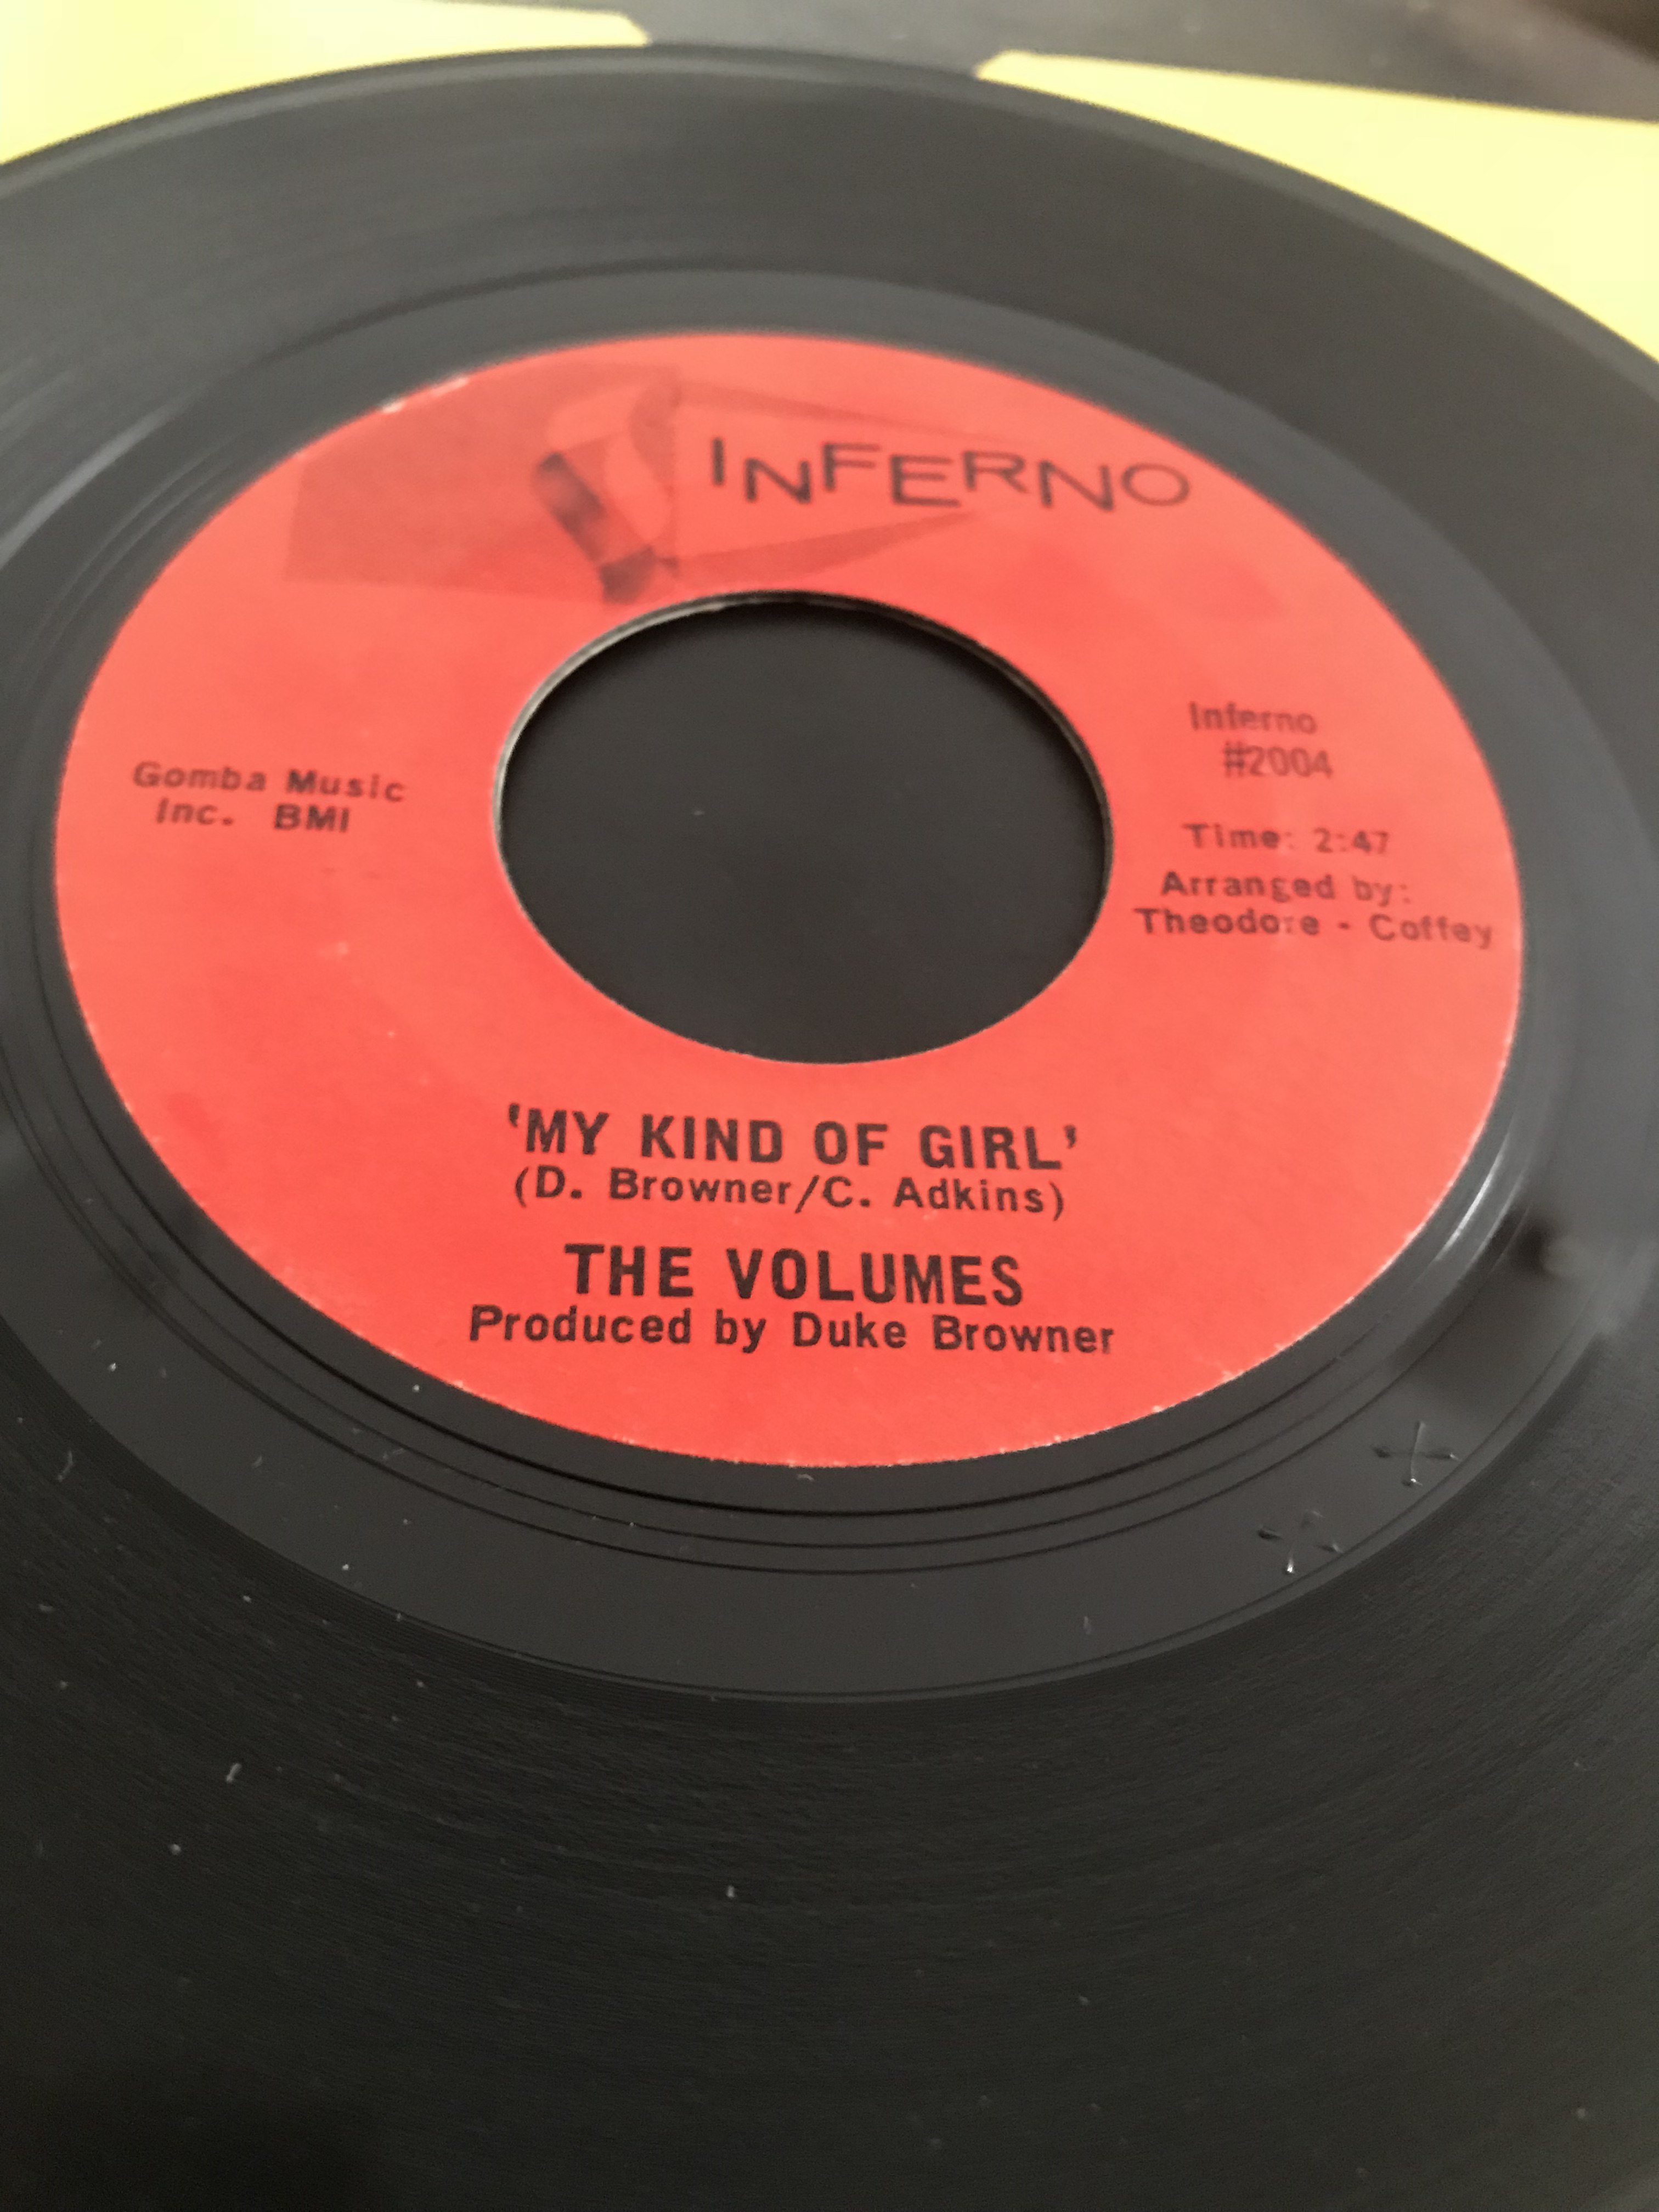 INFERNO
Gomba Music
Inc. BMI
Inferno
#2004
Time: 2:47
Arranged by:
Theodore - Coffey
'MY KIND OF GIRL'
(D. Browner/C. Adkins)
THE VOLUMES
Produced by Duke Browner